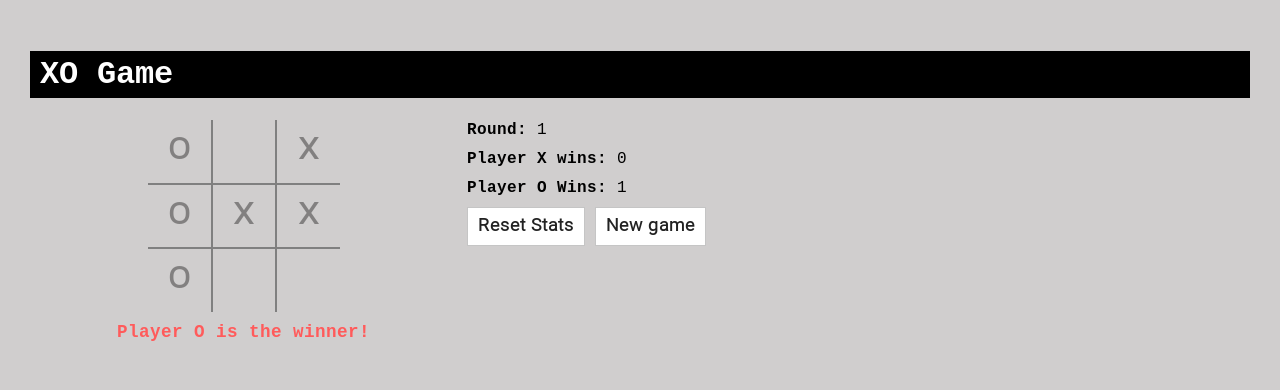 XO Game
O X
O X X
O
Player O is the winner!
Round: 1
Player X wins: 0
Player O Wins: 1
Reset Stats New game